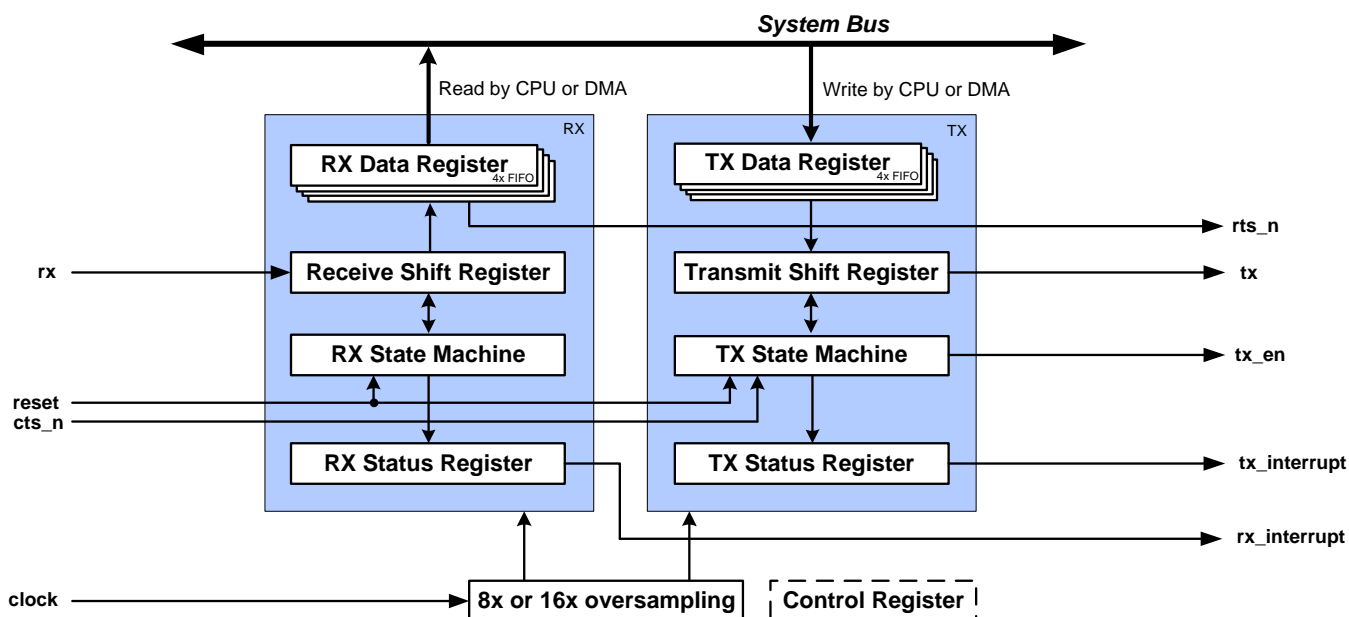 System Bus
Read by CPU or DMA
Write by CPU or DMA
RX
TX
RX Data Register
4x FIFO
TX Data Register
4x FIFO
rts_n
rx
Receive Shift Register
Transmit Shift Register
tx
RX State Machine
TX State Machine
tx_en
reset
cts_n
RX Status Register
TX Status Register
tx_interrupt
rx_interrupt
clock
8x or 16x oversampling
Control Register